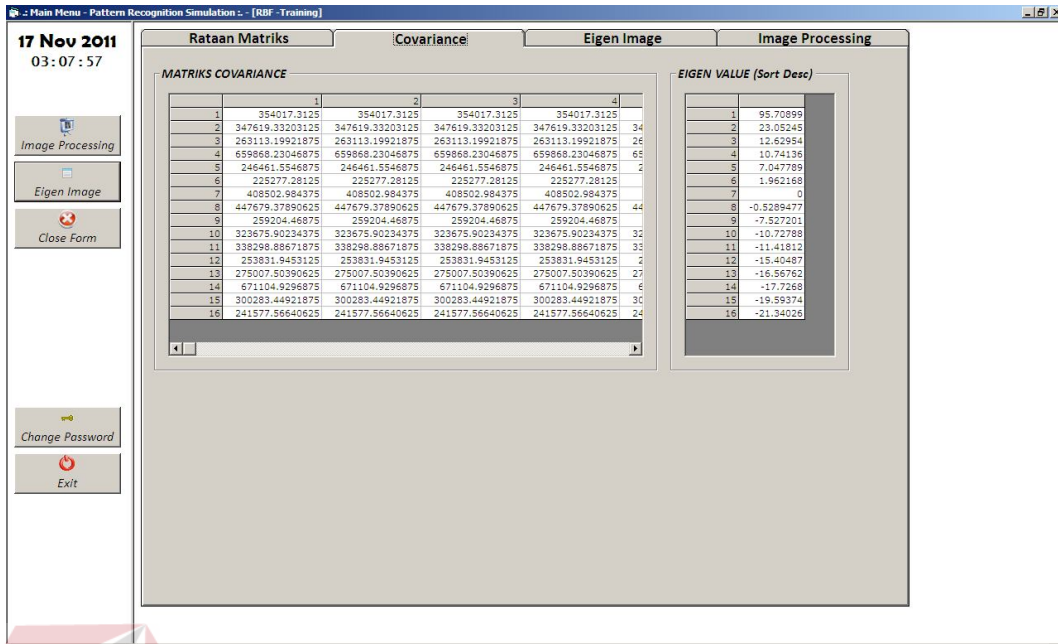 .: Main Menu - Pattern Recognition Simulation :. - [RBF -Training]
17 Nov 2011
03:07:57
Image Processing
Eigen Image
Close Form
Change Password
Exit
Rataan Matriks Covariance Eigen Image Image Processing
MATRIKS COVARIANCE
1 2 3 4
1 354017.3125 354017.3125 354017.3125 354017.3125
2 347619.33203125 347619.33203125 347619.33203125 347619.33203125 34
3 263113.19921875 263113.19921875 263113.19921875 263113.19921875 26
4 659868.23046875 659868.23046875 659868.23046875 659868.23046875 65
5 246461.5546875 246461.5546875 246461.5546875 246461.5546875 2
6 225277.28125 225277.28125 225277.28125 225277.28125
7 408502.984375 408502.984375 408502.984375 408502.984375
8 447679.37890625 447679.37890625 447679.37890625 447679.37890625 44
9 259204.46875 259204.46875 259204.46875 259204.46875
10 323675.90234375 323675.90234375 323675.90234375 323675.90234375 32
11 338298.88671875 338298.88671875 338298.88671875 338298.88671875 33
12 253831.9453125 253831.9453125 253831.9453125 253831.9453125 2
13 275007.50390625 275007.50390625 275007.50390625 275007.50390625 27
14 671104.9296875 671104.9296875 671104.9296875 671104.9296875 6
15 300283.44921875 300283.44921875 300283.44921875 300283.44921875 30
16 241577.56640625 241577.56640625 241577.56640625 241577.56640625 24
EIGEN VALUE (Sort Desc)
1 95.70899
2 23.05245
3 12.62954
4 10.74136
5 7.047789
6 1.962168
7 0
8 -0.5289477
9 -7.527201
10 -10.72788
11 -11.41812
12 -15.40487
13 -16.56762
14 -17.7268
15 -19.59374
16 -21.34026